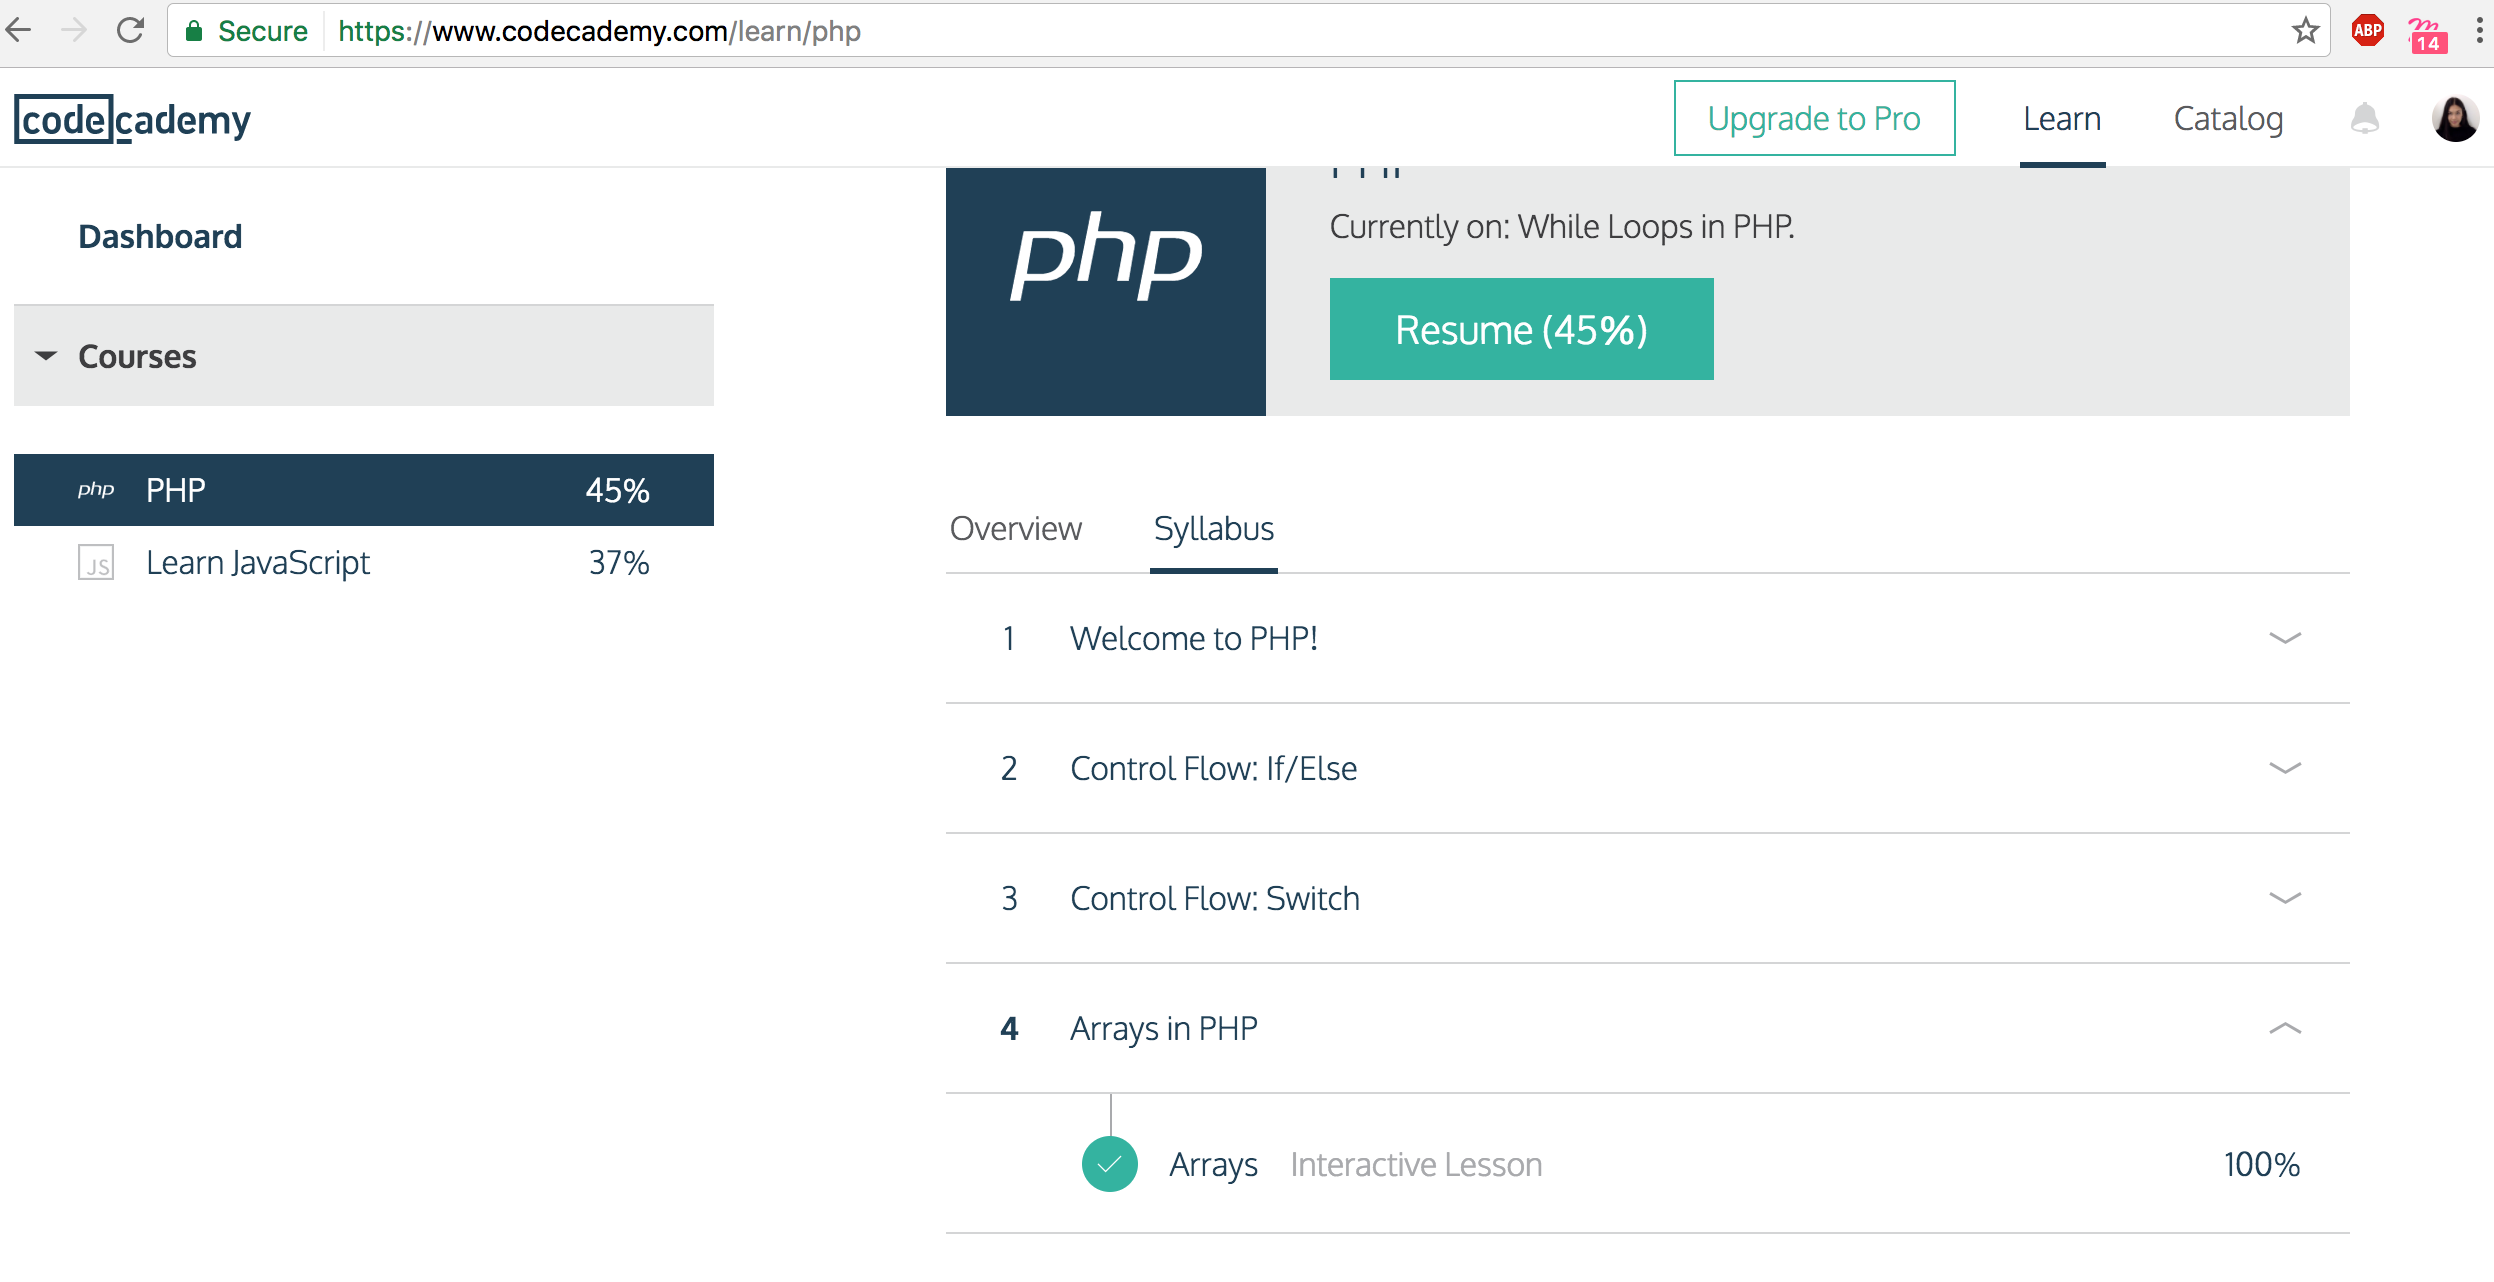 Secure https://www.codecademy.com/learn/php
ABP
14
codecademy
Upgrade to Pro
Learn
Catalog
Dashboard
Courses
php PHP 45%
JS Learn JavaScript 37%
php
PHP
Currently on: While Loops in PHP.
Resume (45%)
Overview
Syllabus
1 Welcome to PHP!
2 Control Flow: If/Else
3 Control Flow: Switch
4 Arrays in PHP
Arrays Interactive Lesson 100%